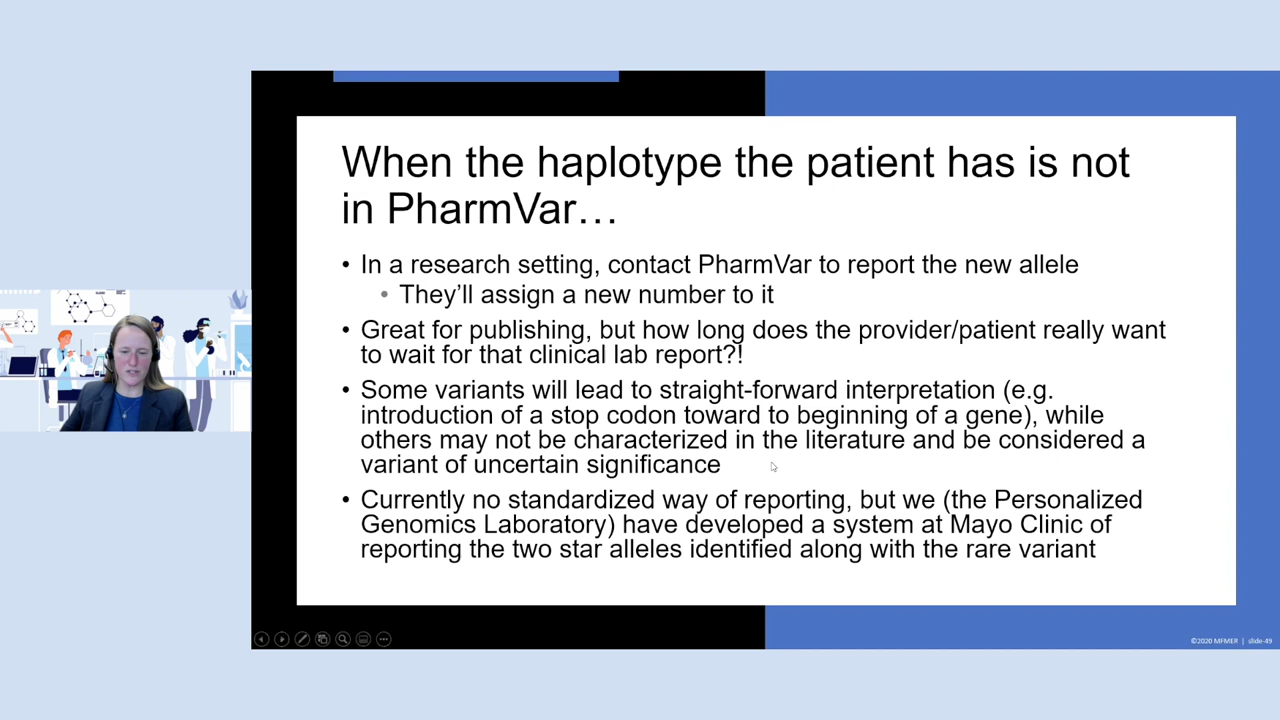 When the haplotype the patient has is not
in PharmVar…
• In a research setting, contact PharmVar to report the new allele
• They'll assign a new number to it
• Great for publishing, but how long does the provider/patient really want
to wait for that clinical lab report?!
• Some variants will lead to straight-forward interpretation (e.g.
introduction of a stop codon toward to beginning of a gene), while
others may not be characterized in the literature and be considered a
variant of uncertain significance
• Currently no standardized way of reporting, but we (the Personalized
Genomics Laboratory) have developed a system at Mayo Clinic of
reporting the two star alleles identified along with the rare variant
©2020 MFMER | slide-49